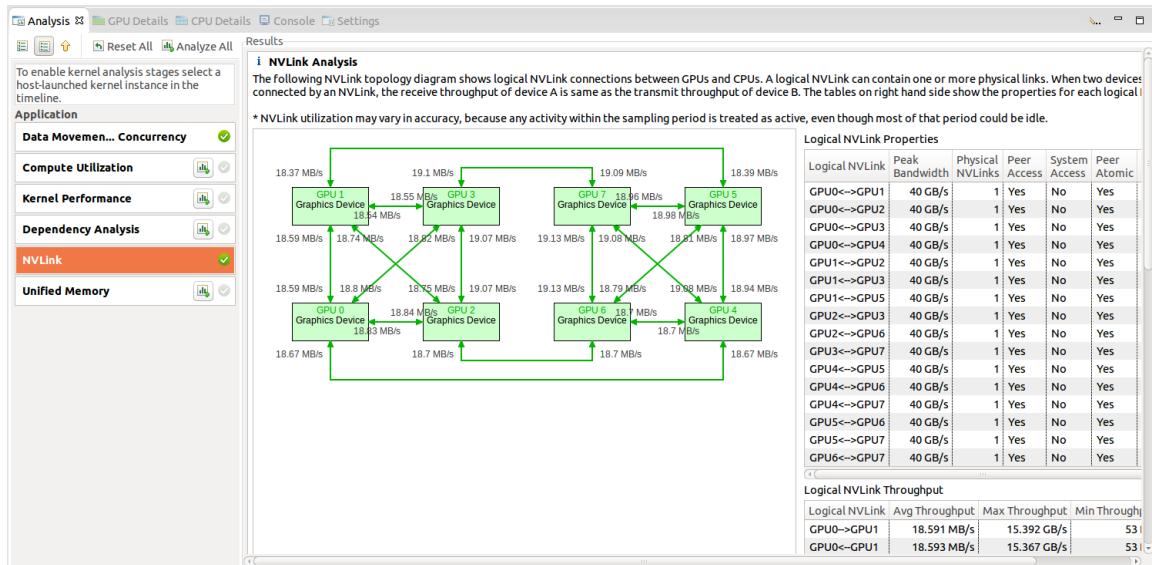 Analysis GPU Details CPU Details Console Settings
Reset All Analyze All
To enable kernel analysis stages select a
host-launched kernel instance in the
timeline.
Application
Data Movemen... Concurrency
Compute Utilization
Kernel Performance
Dependency Analysis
NVLink
Unified Memory
Results
i NVLink Analysis
The following NVLink topology diagram shows logical NVLink connections between GPUs and CPUs. A logical NVLink can contain one or more physical links. When two devices
connected by an NVLink, the receive throughput of device A is same as the transmit throughput of device B. The tables on right hand side show the properties for each logical
* NVLink utilization may vary in accuracy, because any activity within the sampling period is treated as active, even though most of that period could be idle.
18.37 MB/s 19.1 MB/s 19.09 MB/s 18.39 MB/s
GPU 1 18.55 MB/s GPU 3 GPU 7 18.96 MB/s GPU 5
Graphics Device Graphics Device Graphics Device Graphics Device
18.54 MB/s 18.98 MB/s
18.59 MB/s 18.74 MB/s 18.82 MB/s 19.07 MB/s 19.13 MB/s 19.08 MB/s 18.81 MB/s 18.97 MB/s
18.59 MB/s 18.8 MB/s 18.75 MB/s 19.07 MB/s 19.13 MB/s 18.79 MB/s 19.08 MB/s 18.94 MB/s
GPU 0 18.84 MB/s GPU 2 GPU 6 18.7 MB/s GPU 4
Graphics Device Graphics Device Graphics Device Graphics Device
18.83 MB/s 18.7 MB/s
18.67 MB/s 18.7 MB/s 18.7 MB/s 18.67 MB/s
Logical NVLink Properties
Logical NVLink Peak Bandwidth Physical NVLinks Peer Access System Access Peer Atomic
GPU0<-->GPU1 40 GB/s 1 Yes No Yes
GPU0<-->GPU2 40 GB/s 1 Yes No Yes
GPU0<-->GPU3 40 GB/s 1 Yes No Yes
GPU0<-->GPU4 40 GB/s 1 Yes No Yes
GPU1<-->GPU2 40 GB/s 1 Yes No Yes
GPU1<-->GPU3 40 GB/s 1 Yes No Yes
GPU1<-->GPU5 40 GB/s 1 Yes No Yes
GPU2<-->GPU3 40 GB/s 1 Yes No Yes
GPU2<-->GPU6 40 GB/s 1 Yes No Yes
GPU3<-->GPU7 40 GB/s 1 Yes No Yes
GPU4<-->GPU5 40 GB/s 1 Yes No Yes
GPU4<-->GPU6 40 GB/s 1 Yes No Yes
GPU4<-->GPU7 40 GB/s 1 Yes No Yes
GPU5<-->GPU6 40 GB/s 1 Yes No Yes
GPU5<-->GPU7 40 GB/s 1 Yes No Yes
GPU6<-->GPU7 40 GB/s 1 Yes No Yes
Logical NVLink Throughput
Logical NVLink Avg Throughput Max Throughput Min Through
GPU0-->GPU1 18.591 MB/s 15.392 GB/s 53
GPU0<--GPU1 18.593 MB/s 15.367 GB/s 53